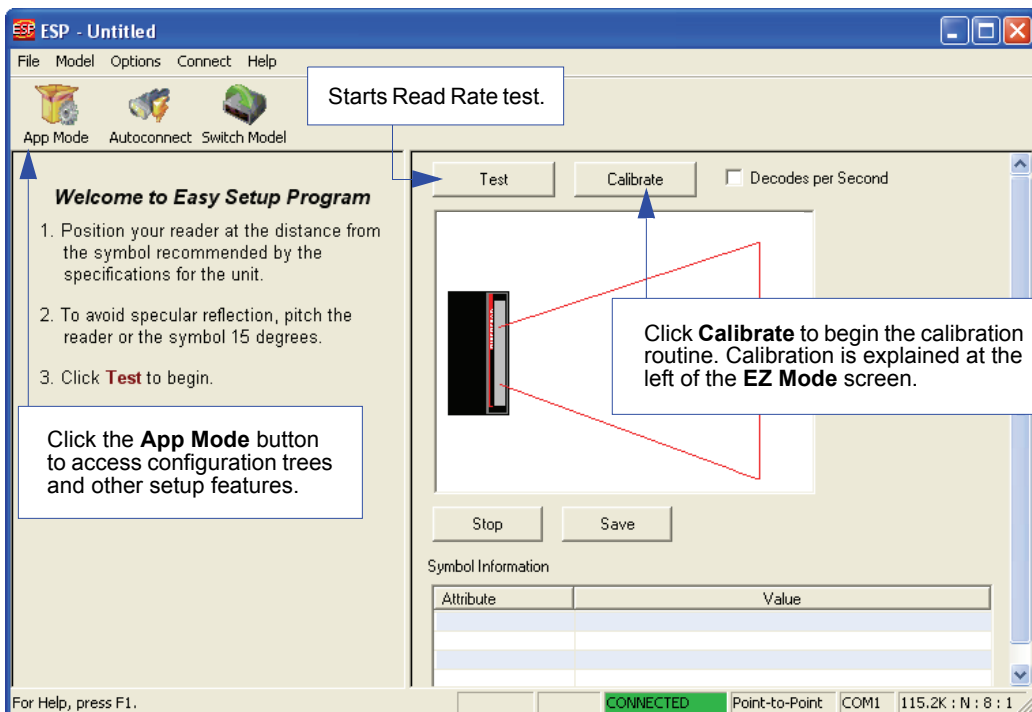 ESP - Untitled
File Model Options Connect Help
App Mode Autoconnect Switch Model
Starts Read Rate test.
Welcome to Easy Setup Program
1. Position your reader at the distance from
the symbol recommended by the
specifications for the unit.
2. To avoid specular reflection, pitch the
reader or the symbol 15 degrees.
3. Click Test to begin.
Click the App Mode button
to access configuration trees
and other setup features.
Test Calibrate Decodes per Second
Click Calibrate to begin the calibration
routine. Calibration is explained at the
left of the EZ Mode screen.
Stop Save
Symbol Information
Attribute Value
For Help, press F1. CONNECTED Point-to-Point COM1 115.2K : N : 8 : 1